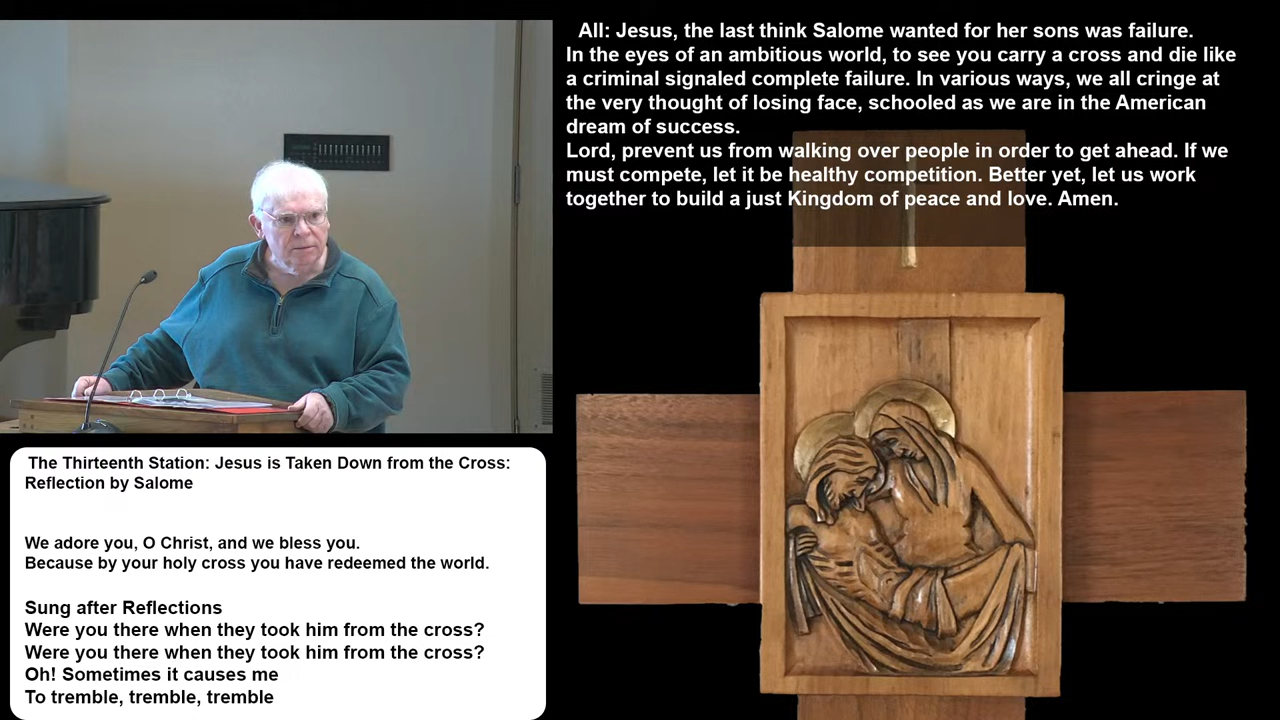 All: Jesus, the last think Salome wanted for her sons was failure.
In the eyes of an ambitious world, to see you carry a cross and die like
a criminal signaled complete failure. In various ways, we all cringe at
the very thought of losing face, schooled as we are in the American
dream of success.
Lord, prevent us from walking over people in order to get ahead. If we
must compete, let it be healthy competition. Better yet, let us work
together to build a just Kingdom of peace and love. Amen.
The Thirteenth Station: Jesus is Taken Down from the Cross:
Reflection by Salome
We adore you, O Christ, and we bless you.
Because by your holy cross you have redeemed the world.
Sung after Reflections
Were you there when they took him from the cross?
Were you there when they took him from the cross?
Oh! Sometimes it causes me
To tremble, tremble, tremble